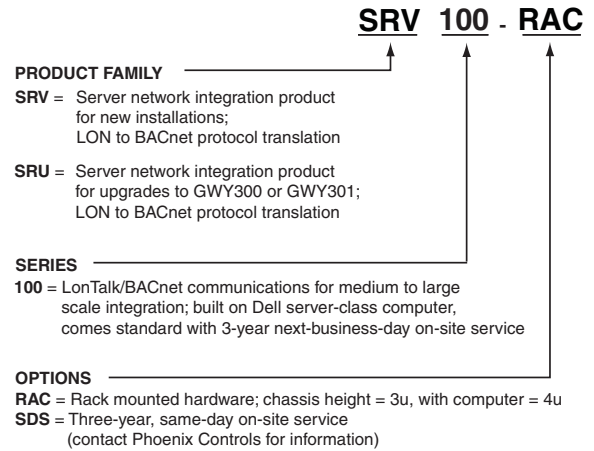 SRV 100 - RAC
PRODUCT FAMILY
SRV = Server network integration product
for new installations;
LON to BACnet protocol translation
SRU = Server network integration product
for upgrades to GWY300 or GWY301;
LON to BACnet protocol translation
SERIES
100 = LonTalk/BACnet communications for medium to large
scale integration; built on Dell server-class computer,
comes standard with 3-year next-business-day on-site service
OPTIONS
RAC = Rack mounted hardware; chassis height = 3u, with computer = 4u
SDS = Three-year, same-day on-site service
(contact Phoenix Controls for information)